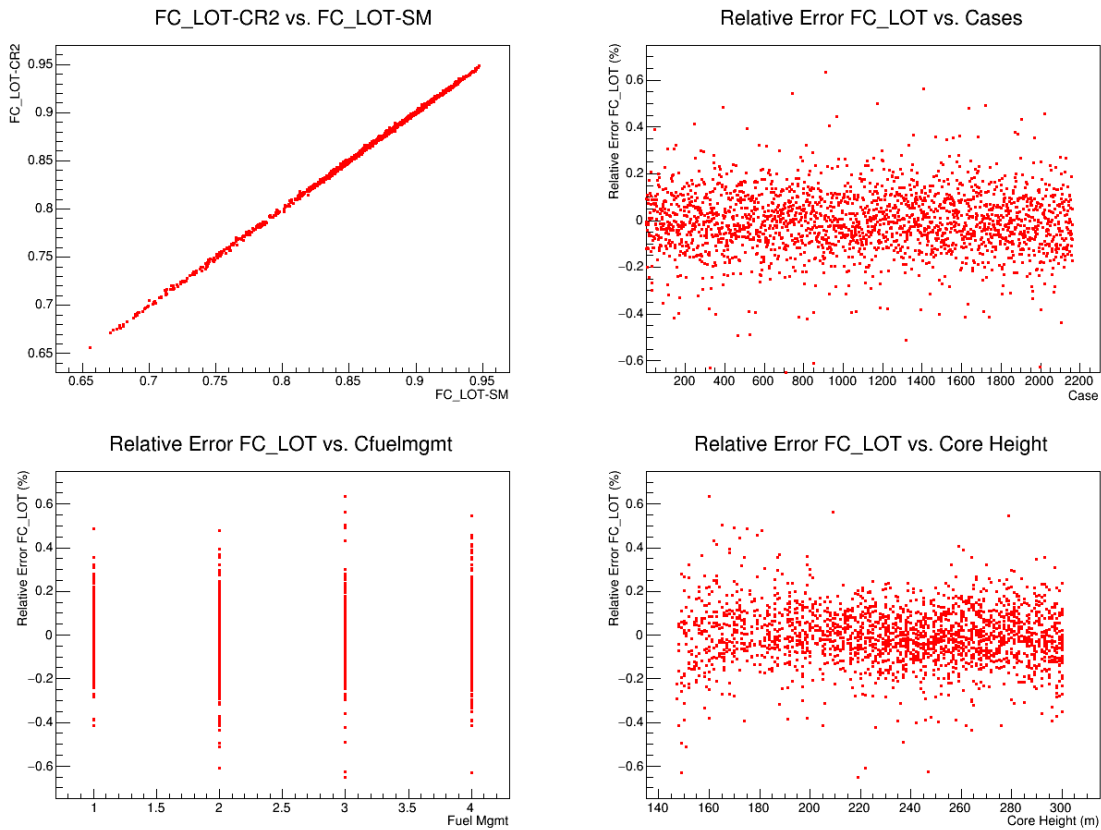 FC_LOT-CR2 vs. FC_LOT-SM
FC_LOT-CR2
0.95
0.9
0.85
0.8
0.75
0.7
0.65
0.65 0.7 0.75 0.8 0.85 0.9 0.95
FC_LOT-SM
Relative Error FC_LOT vs. Cases
Relative Error FC_LOT (%)
0.6
0.4
0.2
0
−0.2
−0.4
−0.6
200 400 600 800 1000 1200 1400 1600 1800 2000 2200
Case
Relative Error FC_LOT vs. Cfuelmgmt
Relative Error FC_LOT (%)
0.6
0.4
0.2
0
−0.2
−0.4
−0.6
1 1.5 2 2.5 3 3.5 4
Fuel Mgmt
Relative Error FC_LOT vs. Core Height
Relative Error FC_LOT (%)
0.6
0.4
0.2
0
−0.2
−0.4
−0.6
140 160 180 200 220 240 260 280 300
Core Height (m)